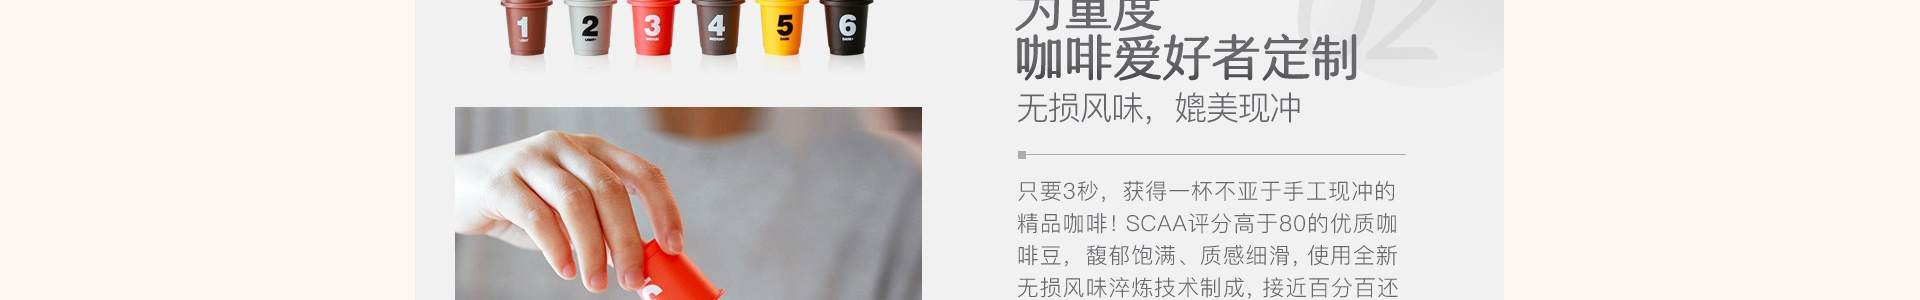 1
2
3
4
5
6
02
为重度
咖啡爱好者定制
无损风味，媲美现冲
只要3秒，获得一杯不亚于手工现冲的
精品咖啡！SCAA评分高于80的优质咖
啡豆，馥郁饱满、质感细滑，使用全新
无损风味淬炼技术制成，接近百分百还